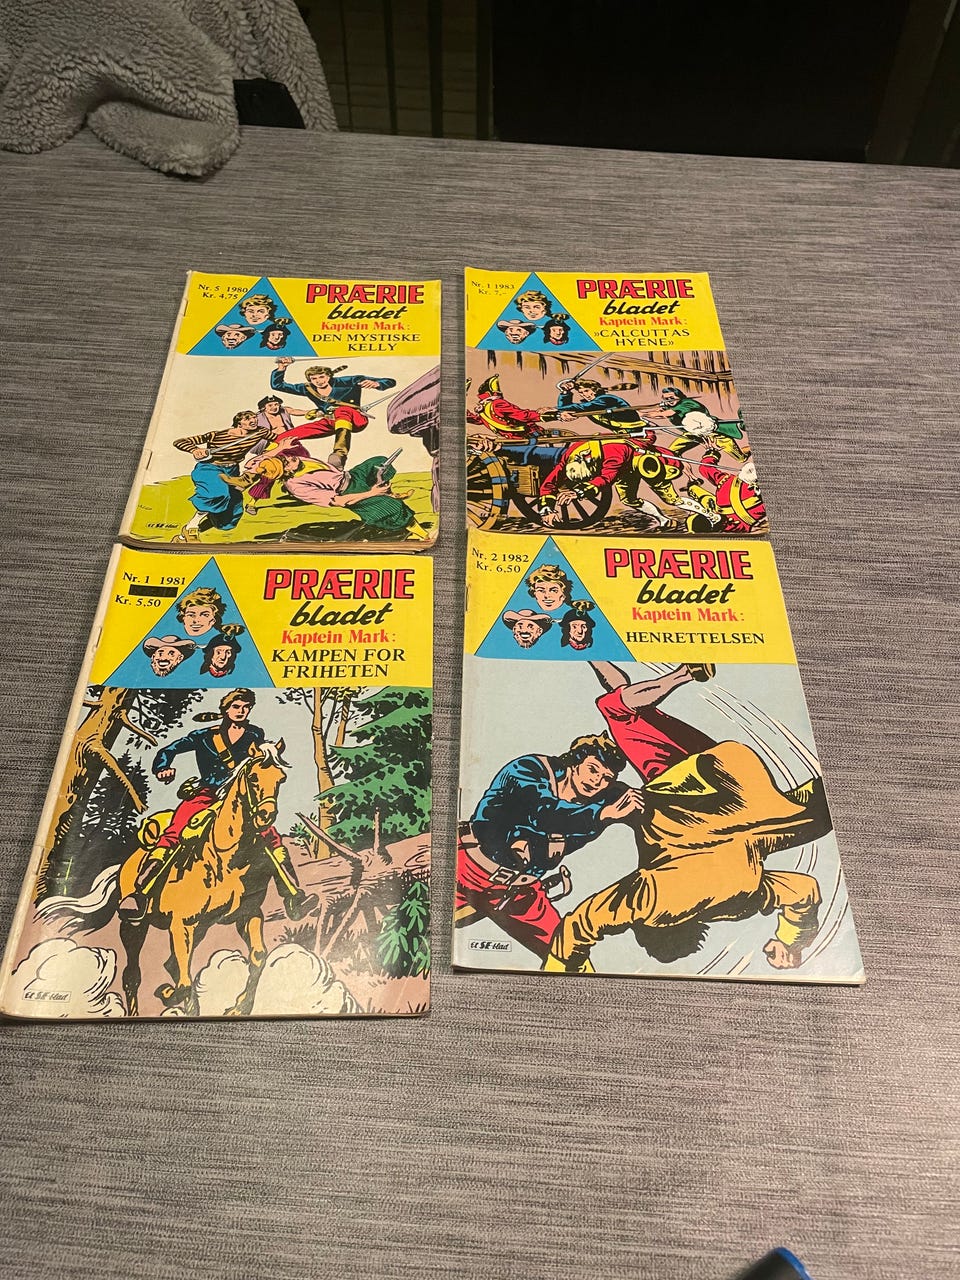 Nr. 5 1980
Kr. 4,75
PRÆRIE
bladet
Kaptein Mark:
DEN MYSTISKE
KELLY
et SE-blad
Nr. 1 1983
Kr. 7,-
PRÆRIE
bladet
Kaptein Mark:
»CALCUTTAS
HYENE»
Nr. 1 1981
Kr. 5,50
PRÆRIE
bladet
Kaptein Mark:
KAMPEN FOR
FRIHETEN
et SE-blad
Nr. 2 1982
Kr. 6,50
PRÆRIE
bladet
Kaptein Mark:
HENRETTELSEN
et SE-blad